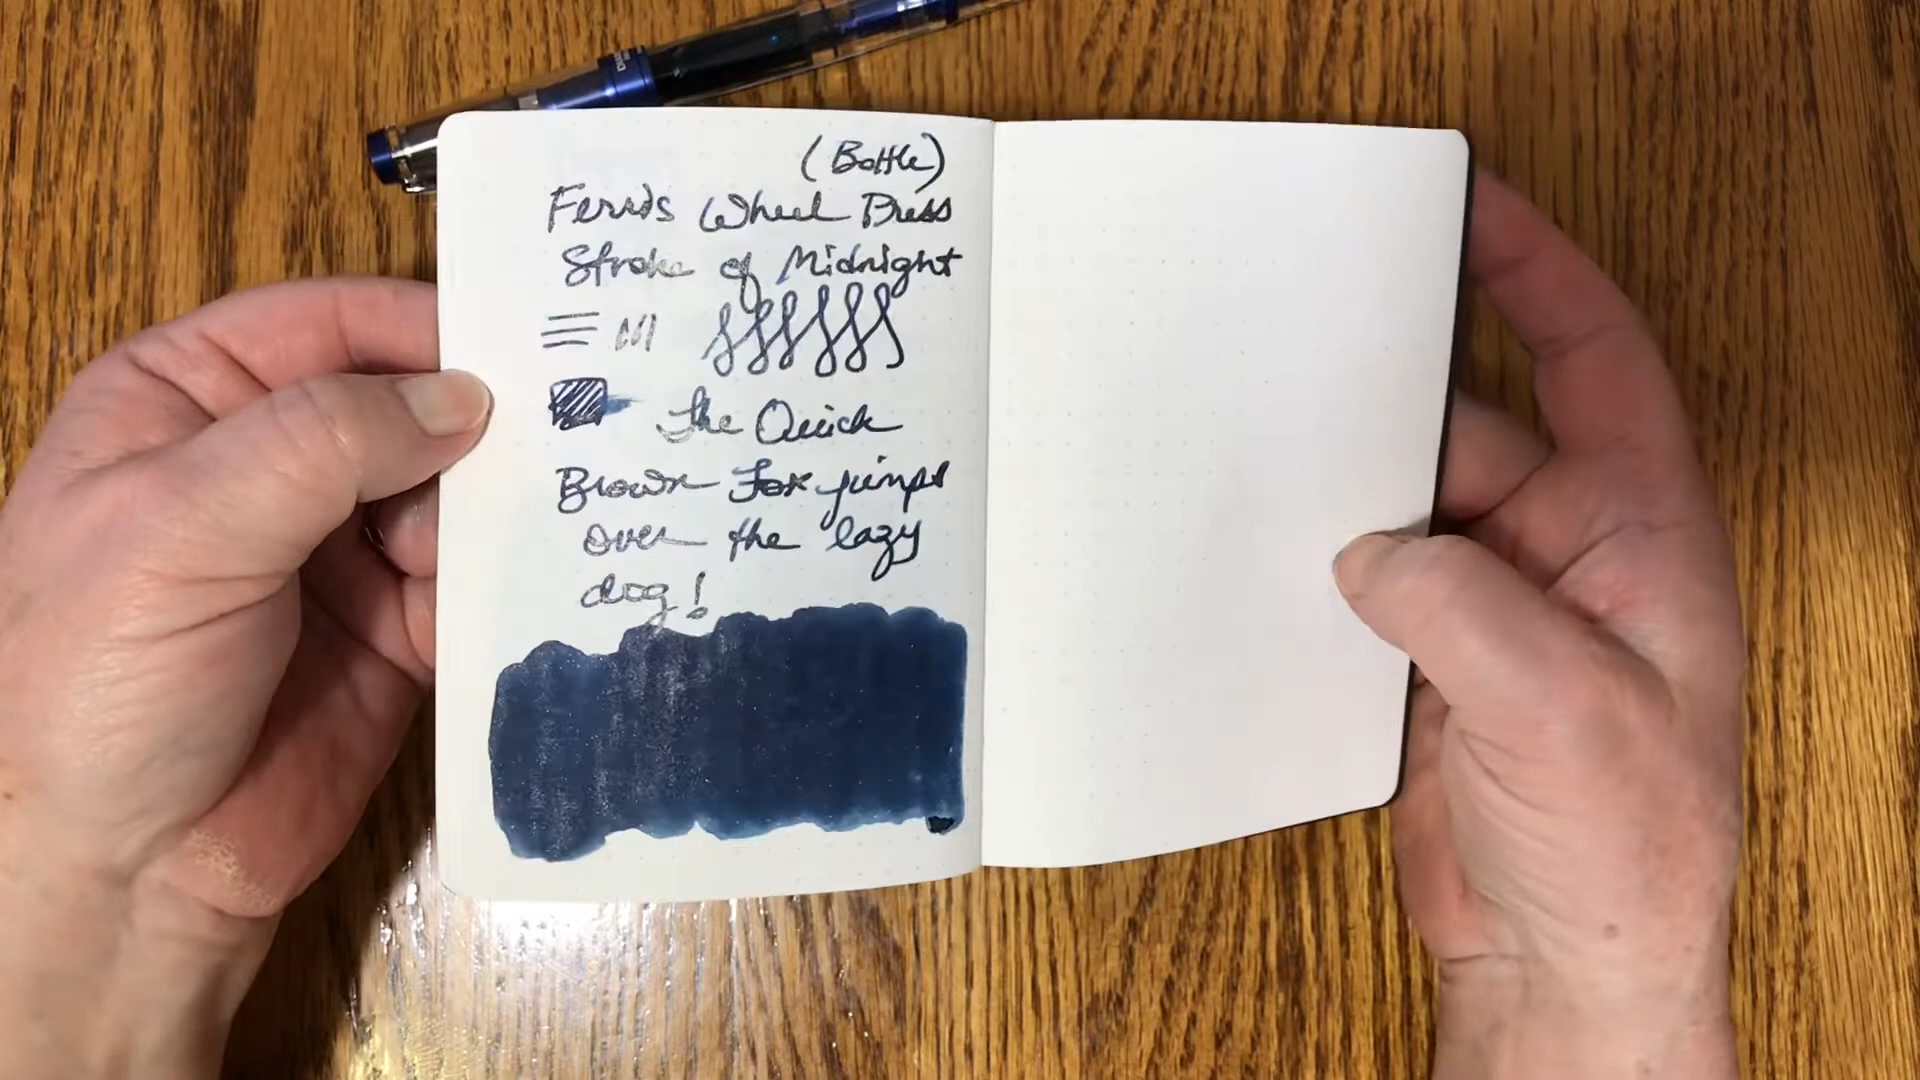 (Bottle)
Ferris Wheel Press
Stroke of Midnight
The Quick
Brown Fox jumps
over the lazy
dog!